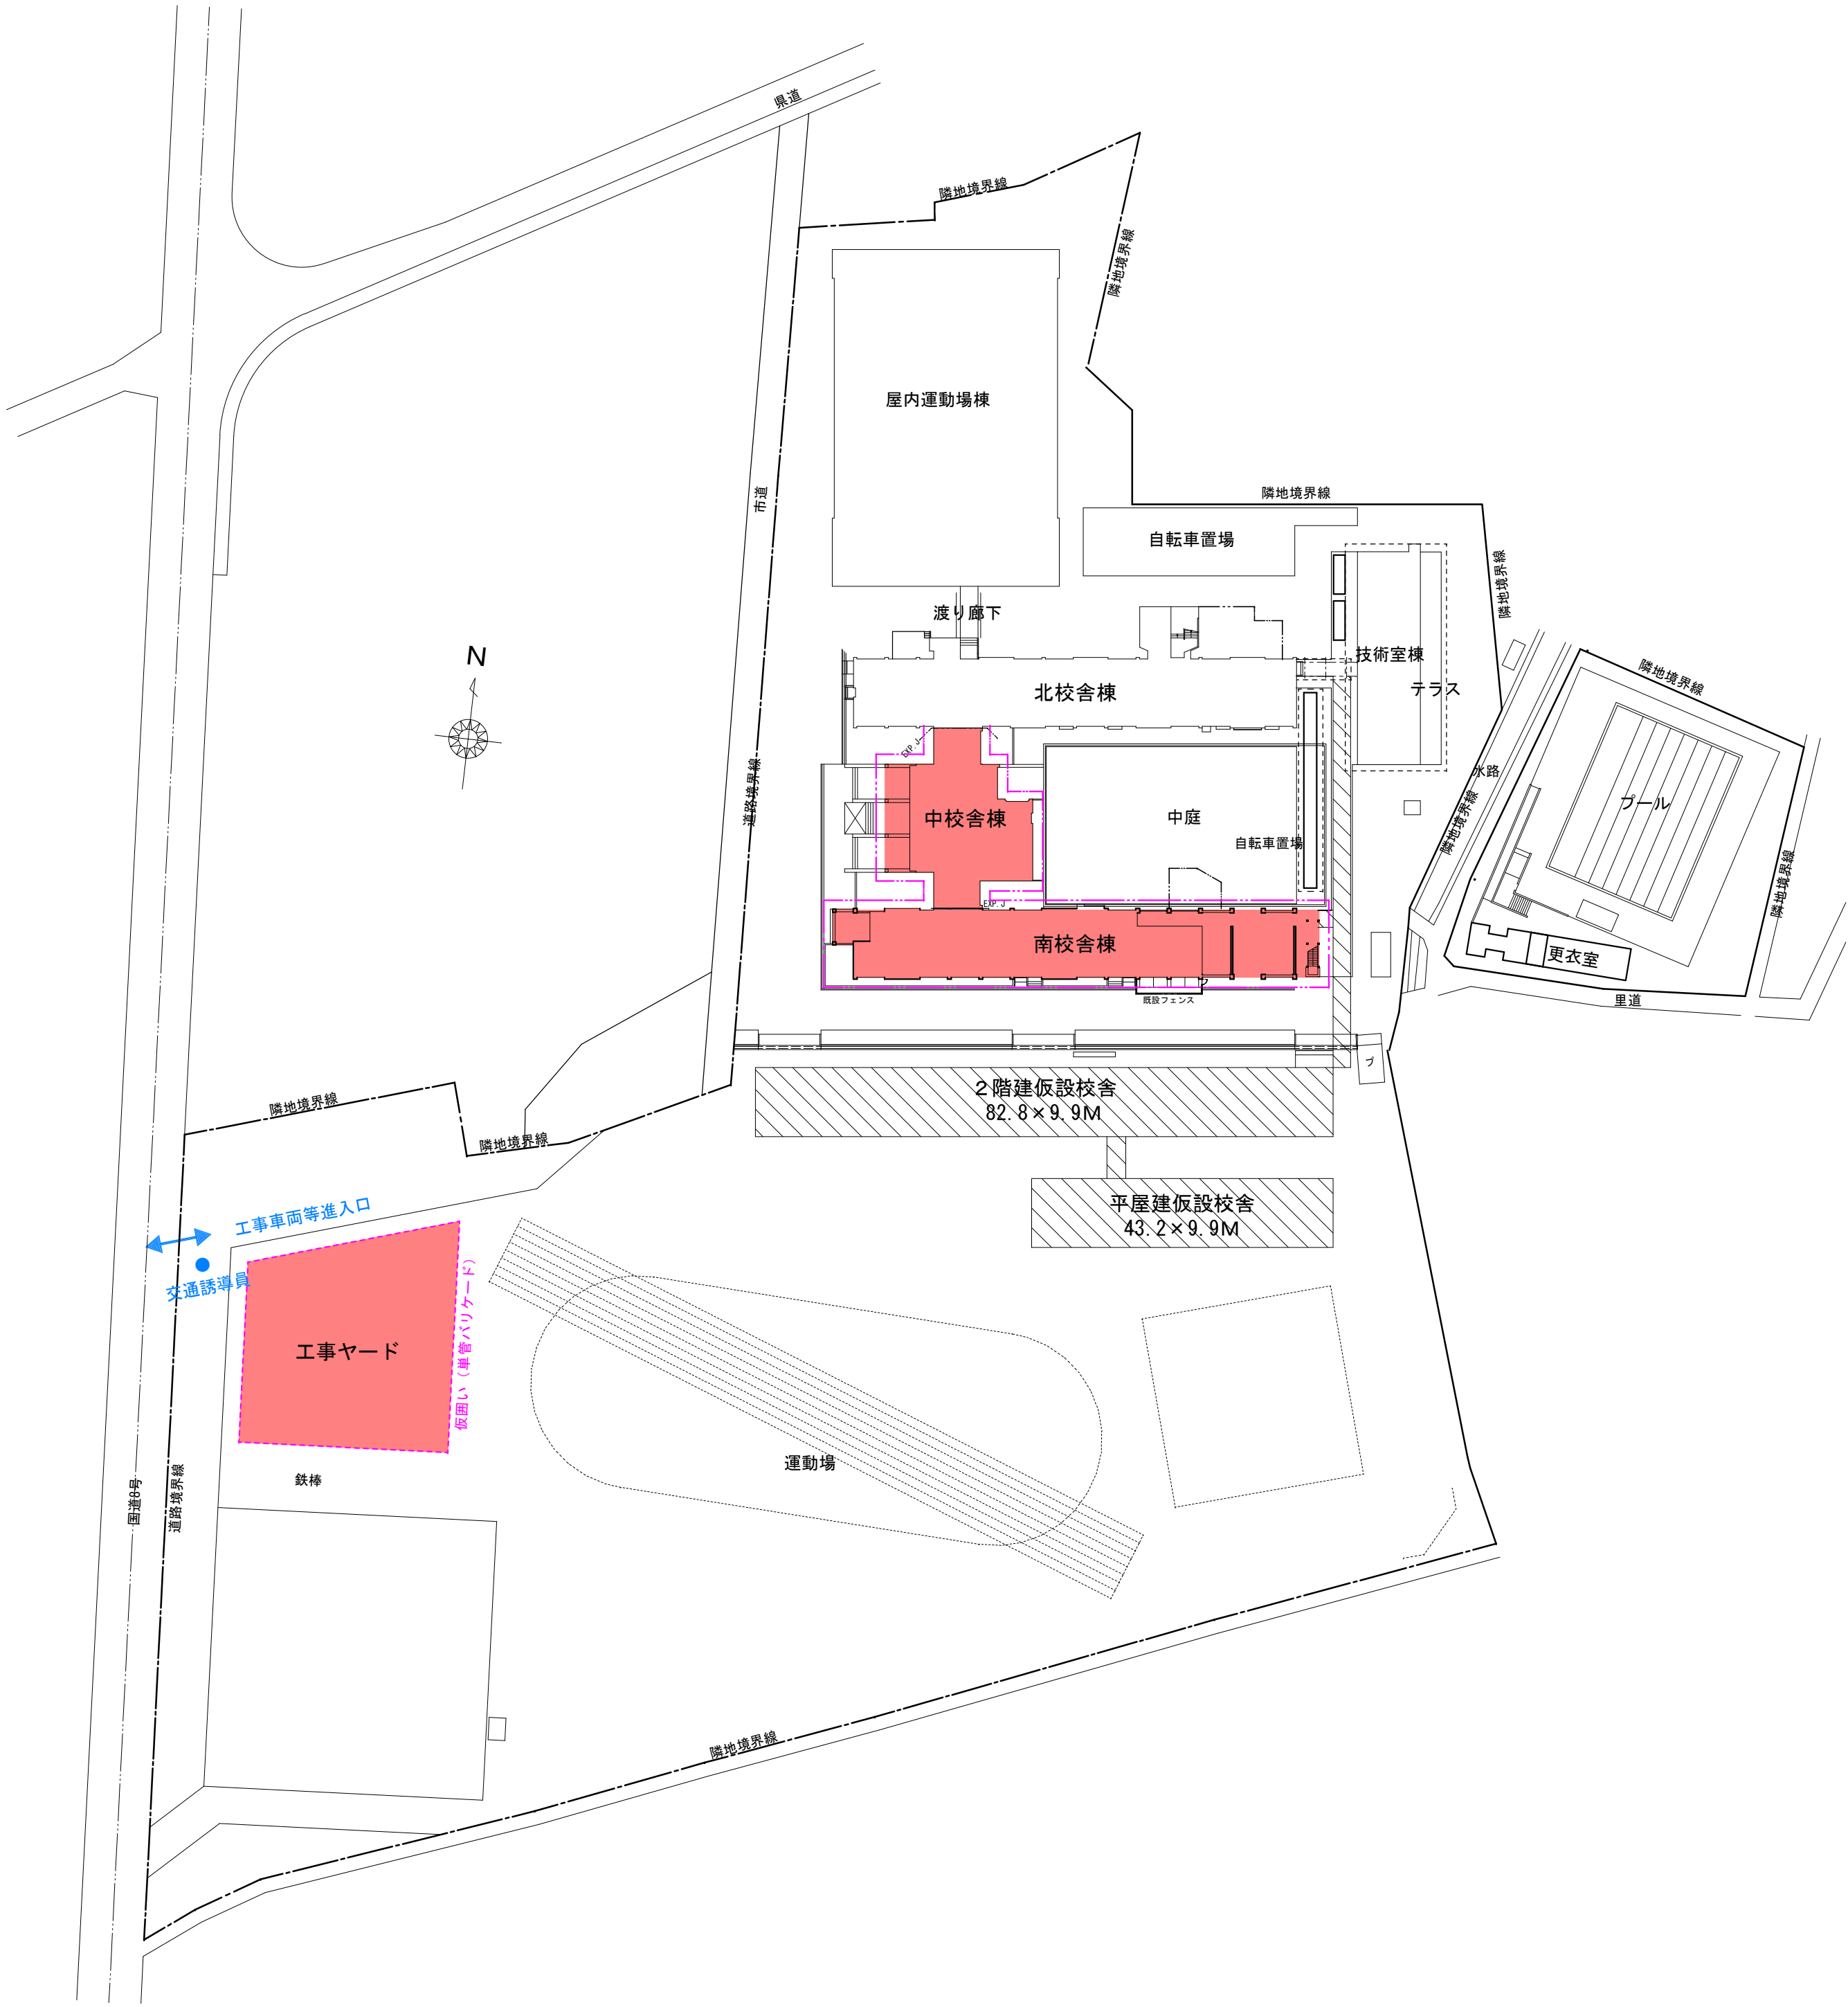 県道
隣地境界線
隣地境界線
屋内運動場棟
市道
隣地境界線
自転車置場
隣地境界線
渡り廊下
N
技術室棟
テラス
隣地境界線
北校舎棟
EXP.J
水路
プール
道路境界線
中校舎棟
中庭
自転車置場
隣地境界線
隣地境界線
EXP.J
南校舎棟
更衣室
既設フェンス
里道
プ
2階建仮設校舎
82.8×9.9M
隣地境界線
隣地境界線
平屋建仮設校舎
43.2×9.9M
工事車両等進入口
交通誘導員
仮囲い（単管バリケード）
工事ヤード
運動場
鉄棒
国道8号
道路境界線
隣地境界線